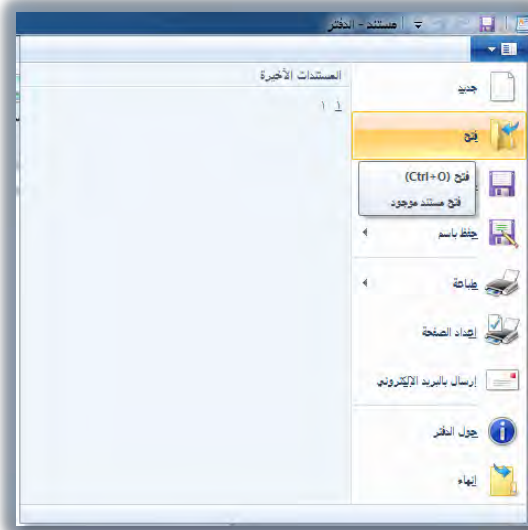 مستند - الدفتر
جديد
المستندات الأخيرة
1 1
فتح
فتح (Ctrl+O)
فتح مستند موجود
حفظ باسم
طباعة
إعداد الصفحة
إرسال بالبريد الإلكتروني
حول الدفتر
إنهاء